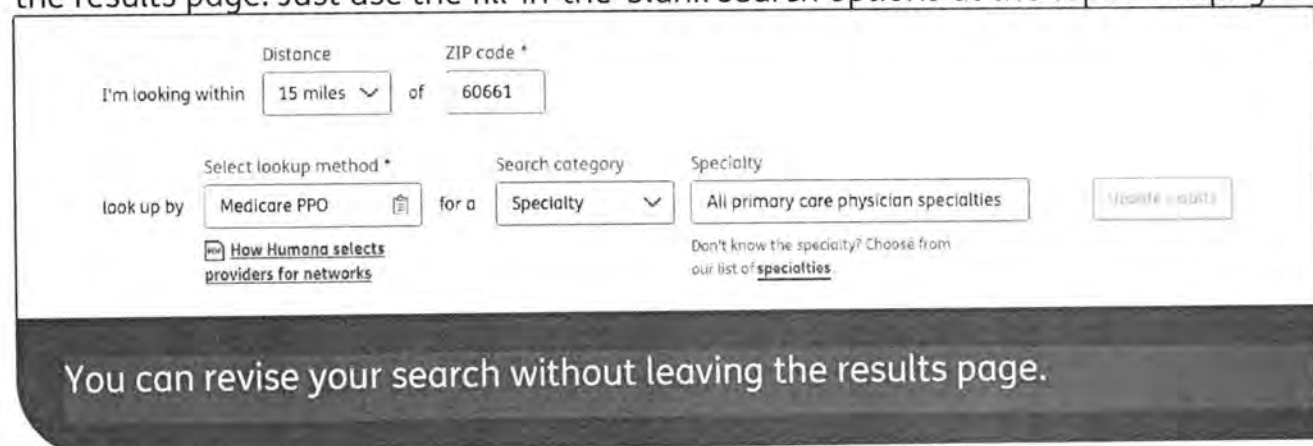 the results page. Just use the fill-in-the-blank search options at the top
Distance ZIP code *
I'm looking within 15 miles of 60661
Select lookup method * Search category Specialty
look up by Medicare PPO for a Specialty All primary care physician specialties Update results
How Humana selects
providers for networks
Don't know the specialty? Choose from
our list of specialties.
You can revise your search without leaving the results page.